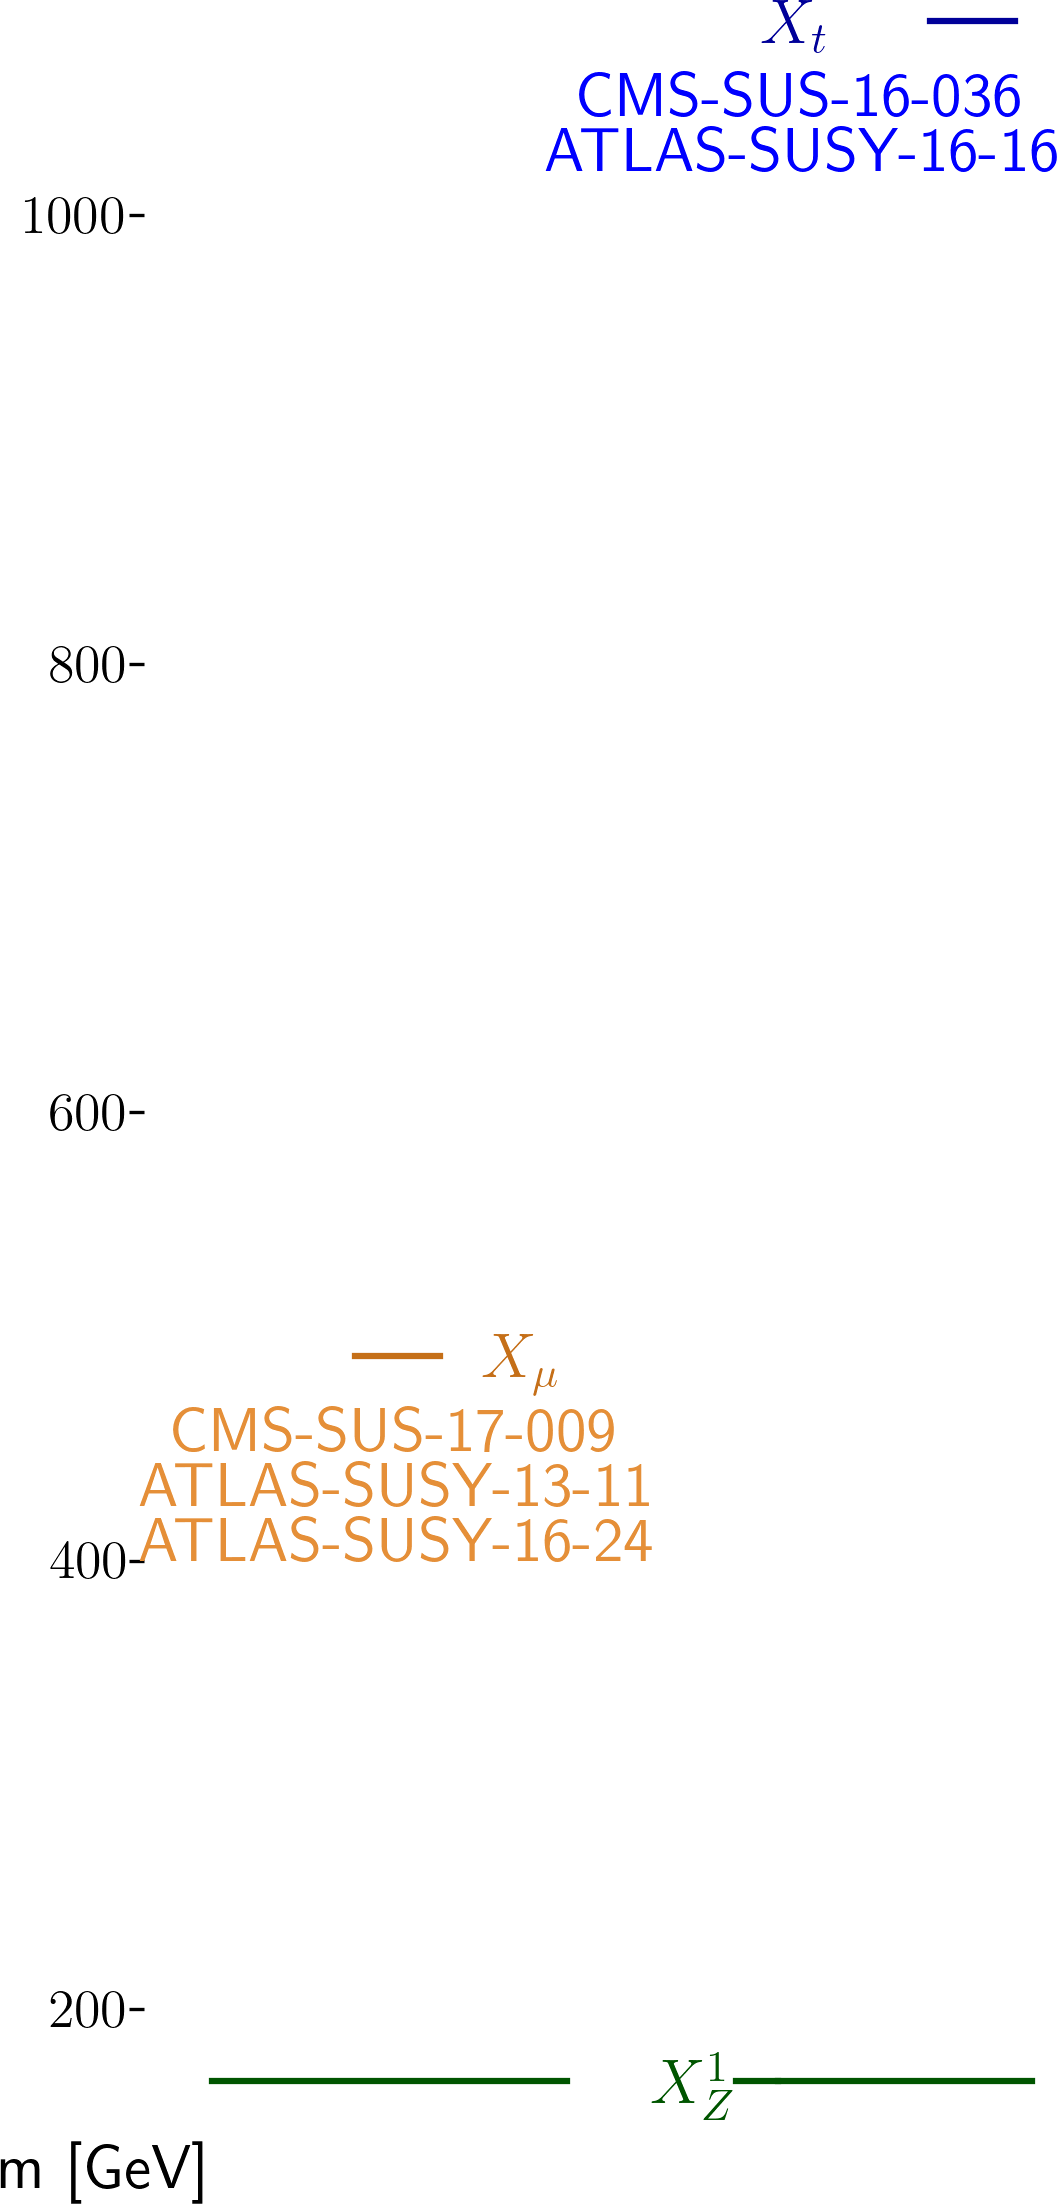 X_t
CMS-SUS-16-036
ATLAS-SUSY-16-16
1000-
800-
600-
X_μ
CMS-SUS-17-009
ATLAS-SUSY-13-11
ATLAS-SUSY-16-24
400-
200-
X_Z^1
m [GeV]